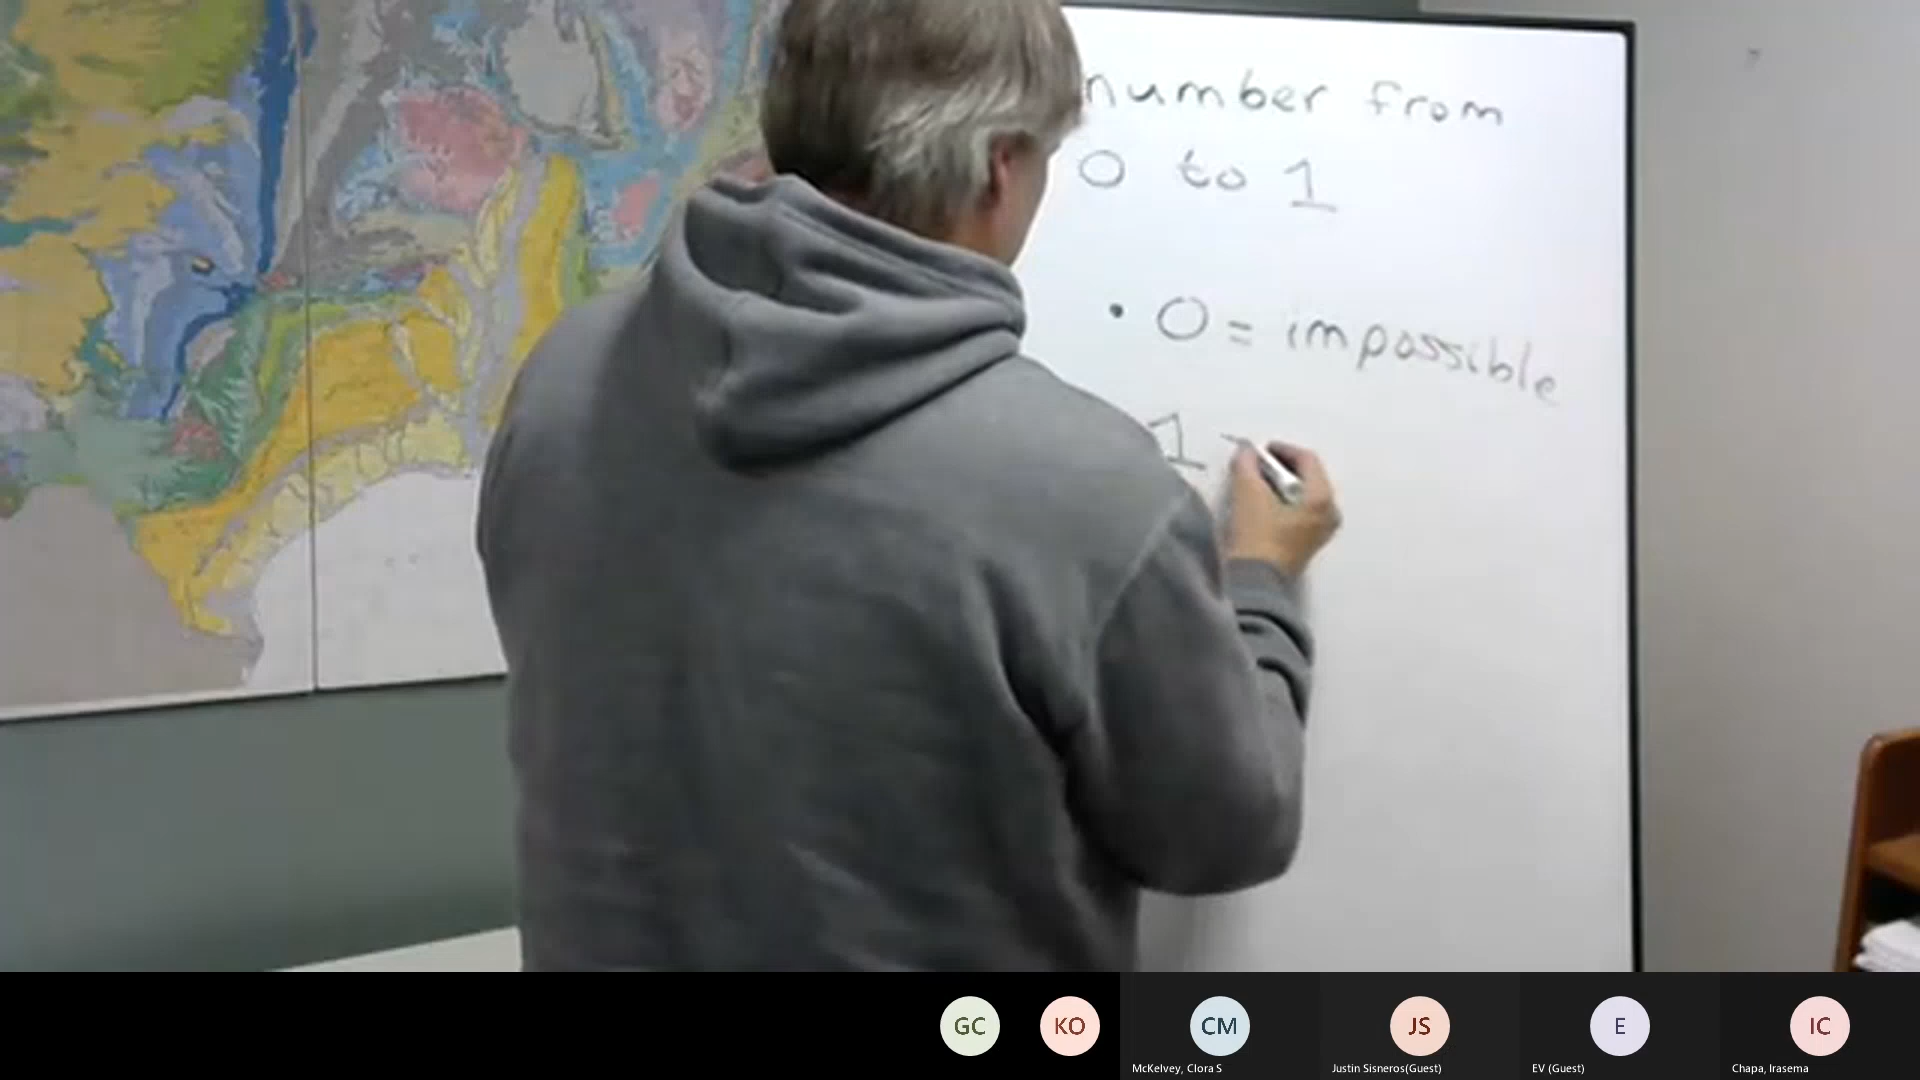 number from
0 to 1
• 0 = impossible
1
GC
KO
CM
JS
E
IC
McKelvey, Clora S
Justin Sisneros(Guest)
EV (Guest)
Chapa, Irasema